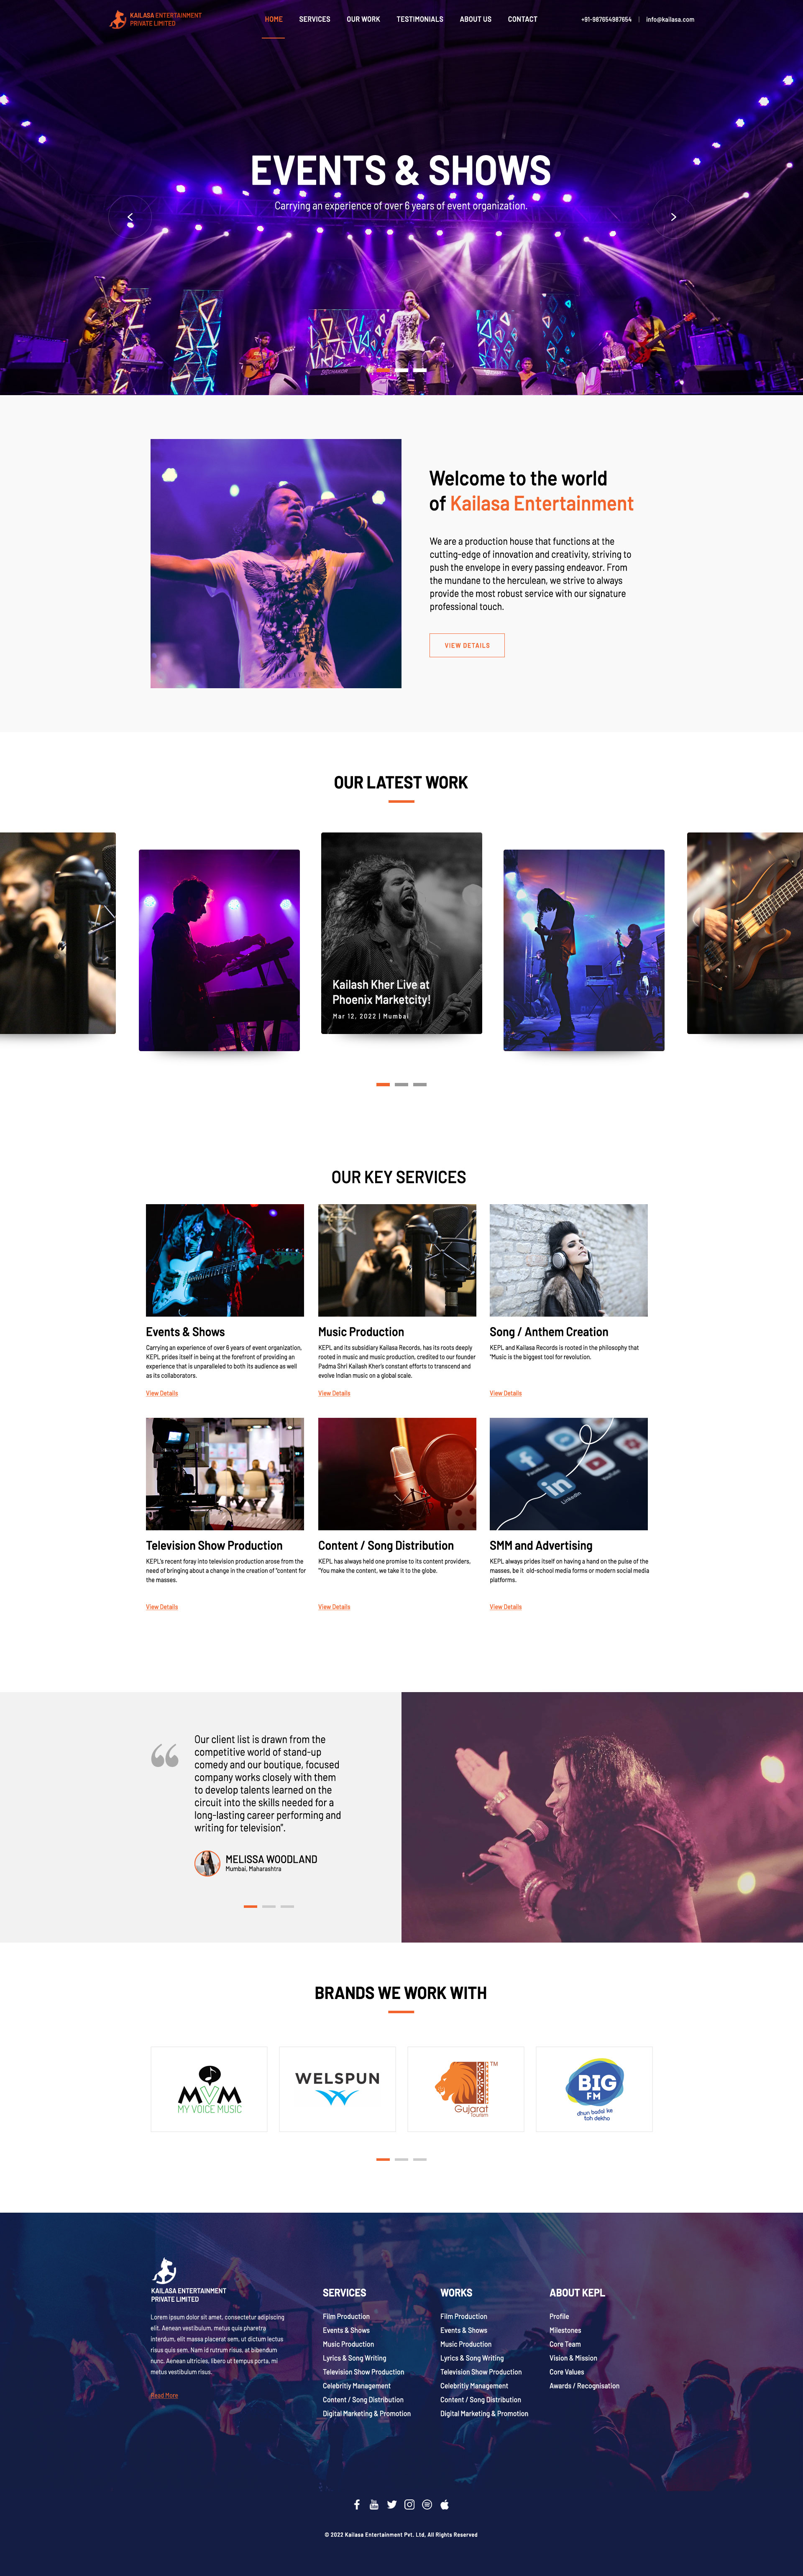 KAILASA ENTERTAINMENT
PRIVATE LIMITED
HOME
SERVICES
OUR WORK
TESTIMONIALS
ABOUT US
CONTACT
+91-987654987654 | info@kailasa.com
EVENTS & SHOWS
Carrying an experience of over 6 years of event organization.
Welcome to the world
of Kailasa Entertainment
We are a production house that functions at the
cutting-edge of innovation and creativity, striving to
push the envelope in every passing endeavor. From
the mundane to the herculean, we strive to always
provide the most robust service with our signature
professional touch.
VIEW DETAILS
OUR LATEST WORK
Kailash Kher Live at
Phoenix Marketcity!
Mar 12, 2022 | Mumbai
OUR KEY SERVICES
Events & Shows
Carrying an experience of over 6 years of event organization,
KEPL prides itself in being at the forefront of providing an
experience that is unparalleled to both its audience as well
as its collaborators.
View Details
Music Production
KEPL and its subsidiary Kailasa Records, has its roots deeply
rooted in music and music production, credited to our founder
Padma Shri Kailash Kher's constant efforts to transcend and
evolve Indian music on a global scale.
View Details
Song / Anthem Creation
KEPL and Kailasa Records is rooted in the philosophy that
"Music is the biggest tool for revolution.
View Details
Facebook
YouTube
in
LinkedIn
Television Show Production
KEPL's recent foray into television production arose from the
need of bringing about a change in the creation of "content for
the masses.
View Details
Content / Song Distribution
KEPL has always held one promise to its content providers,
"You make the content, we take it to the globe.
View Details
SMM and Advertising
KEPL always prides itself on having a hand on the pulse of the
masses, be it old-school media forms or modern social media
platforms.
View Details
Our client list is drawn from the
competitive world of stand-up
comedy and our boutique, focused
company works closely with them
to develop talents learned on the
circuit into the skills needed for a
long-lasting career performing and
writing for television".
MELISSA WOODLAND
Mumbai, Maharashtra
BRANDS WE WORK WITH
MVM
MY VOICE MUSIC
WELSPUN
TM
Gujarat
Tourism
BIG
FM
dhun badal ke
toh dekho
KAILASA ENTERTAINMENT
PRIVATE LIMITED
Lorem ipsum dolor sit amet, consectetur adipiscing
elit. Aenean vestibulum, metus quis pharetra
interdum, elit massa placerat sem, ut dictum lectus
risus quis sem. Nam id rutrum risus, at bibendum
nunc. Aenean ultricies, libero ut tempus porta, mi
metus vestibulum risus.
Read More
SERVICES
Film Production
Events & Shows
Music Production
Lyrics & Song Writing
Television Show Production
Celebritiy Management
Content / Song Distribution
Digital Marketing & Promotion
WORKS
Film Production
Events & Shows
Music Production
Lyrics & Song Writing
Television Show Production
Celebritiy Management
Content / Song Distribution
Digital Marketing & Promotion
ABOUT KEPL
Profile
Milestones
Core Team
Vision & Mission
Core Values
Awards / Recognisation
© 2022 Kailasa Entertainment Pvt. Ltd, All Rights Reserved